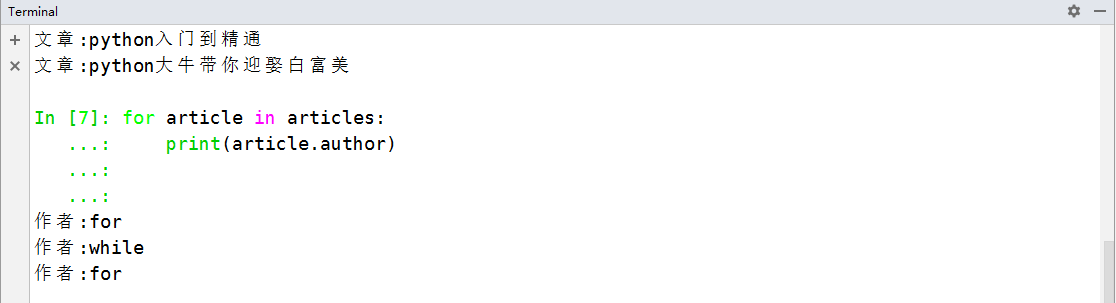 Terminal
文章:python入门到精通
文章:python大牛带你迎娶白富美
In [7]: for article in articles:
   ...:     print(article.author)
   ...:
   ...:
作者:for
作者:while
作者:for